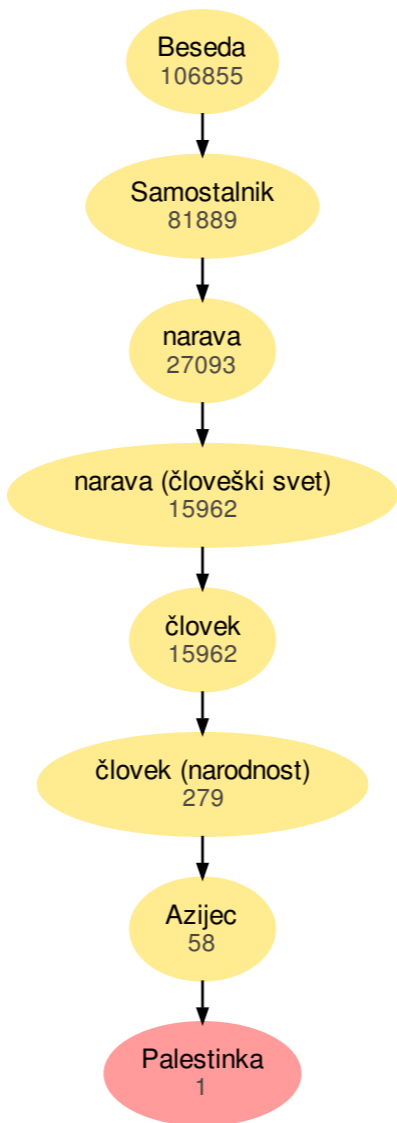 Beseda
106855
Samostalnik
81889
narava
27093
narava (človeški svet)
15962
človek
15962
človek (narodnost)
279
Azijec
58
Palestinka
1